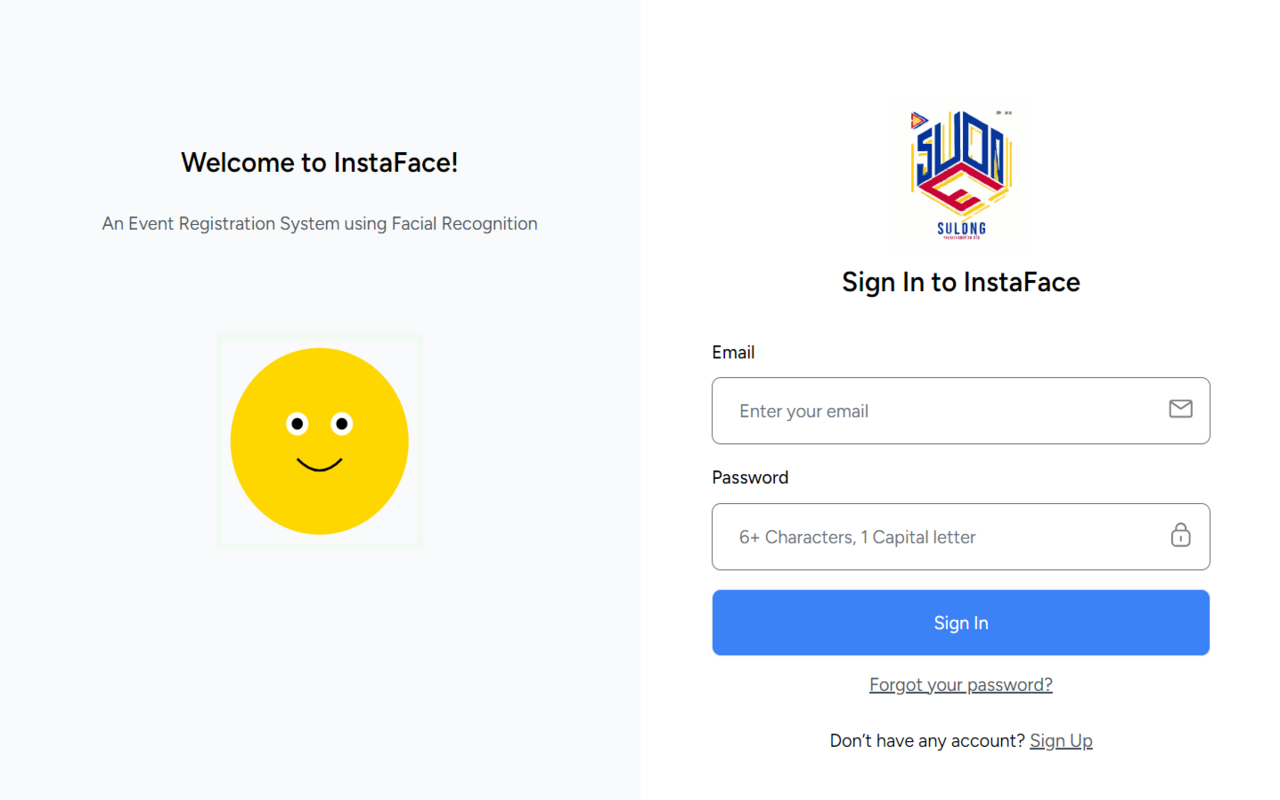 Welcome to InstaFace!
An Event Registration System using Facial Recognition
SULONG
Sign In to InstaFace
Email
Enter your email
Password
6+ Characters, 1 Capital letter
Sign In
Forgot your password?
Don't have any account? Sign Up